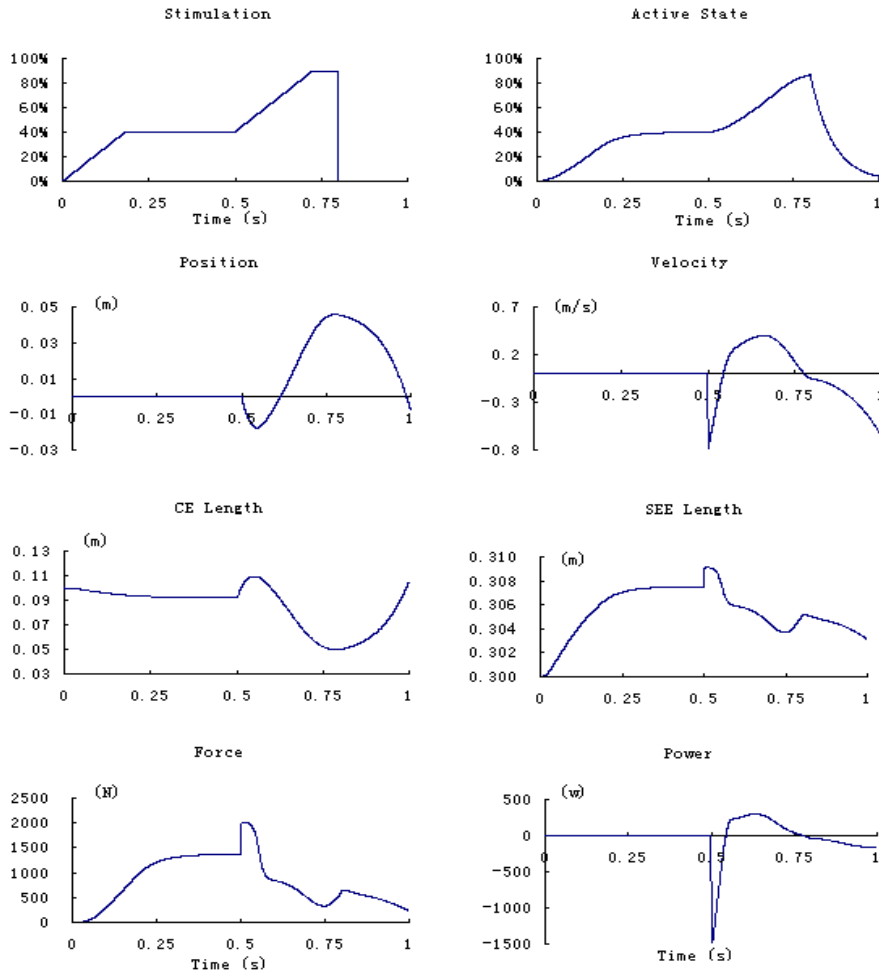 Stimulation
100%
80%
60%
40%
20%
0%
0 0.25 0.5 0.75 1
Time (s)
Active State
100%
80%
60%
40%
20%
0%
0 0.25 0.5 0.75 1
Time (s)
Position
(m)
0.05
0.03
0.01
-0.01
-0.03
0 0.25 0.5 0.75 1
Velocity
(m/s)
0.7
0.2
-0.3
-0.8
0 0.25 0.5 0.75 1
CE Length
(m)
0.13
0.11
0.09
0.07
0.05
0.03
0 0.25 0.5 0.75 1
SEE Length
(m)
0.310
0.308
0.306
0.304
0.302
0.300
0 0.25 0.5 0.75 1
Force
(N)
2500
2000
1500
1000
500
0
0 0.25 0.5 0.75 1
Time (s)
Power
(w)
500
0
-500
-1000
-1500
0 0.25 0.5 0.75 1
Time (s)